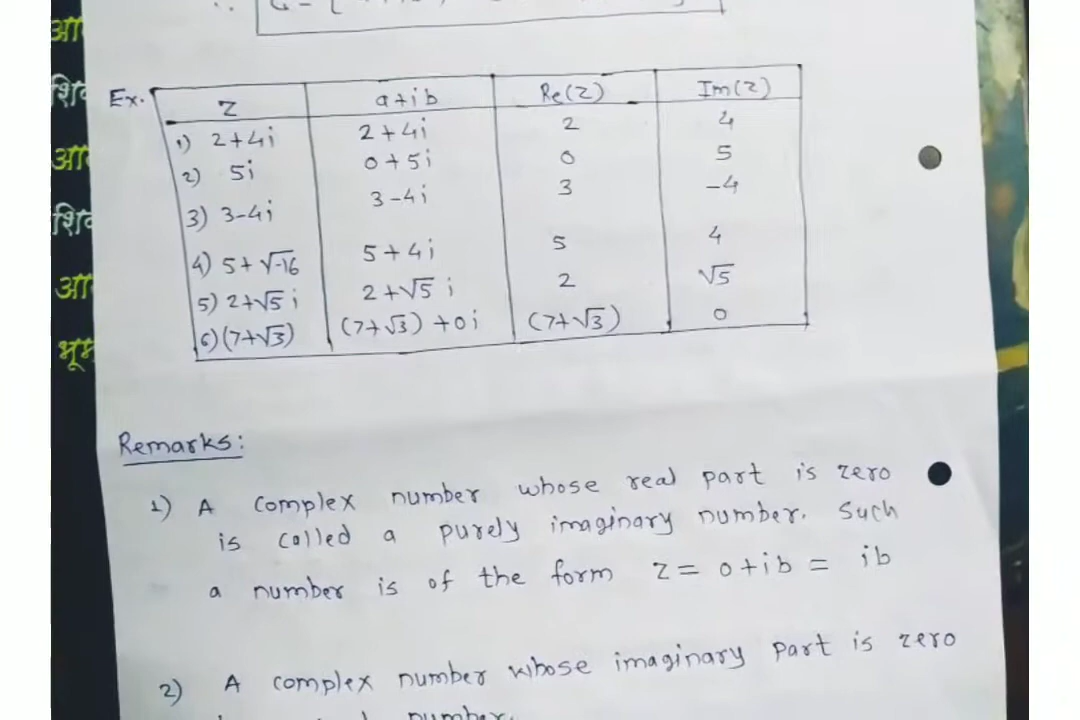 Ex.
Z a+ib Re(Z) Im(Z)
1) 2+4i 2+4i 2 4
2) 5i 0+5i 0 5
3) 3-4i 3-4i 3 -4
4) 5+√-16 5+4i 5 4
5) 2+√5 i 2+√5 i 2 √5
6) (7+√3) (7+√3)+0i (7+√3) 0
Remarks:
1) A complex number whose real part is zero
is called a purely imaginary number. Such
a number is of the form Z = 0+ib = ib
2) A complex number whose imaginary part is zero
number.